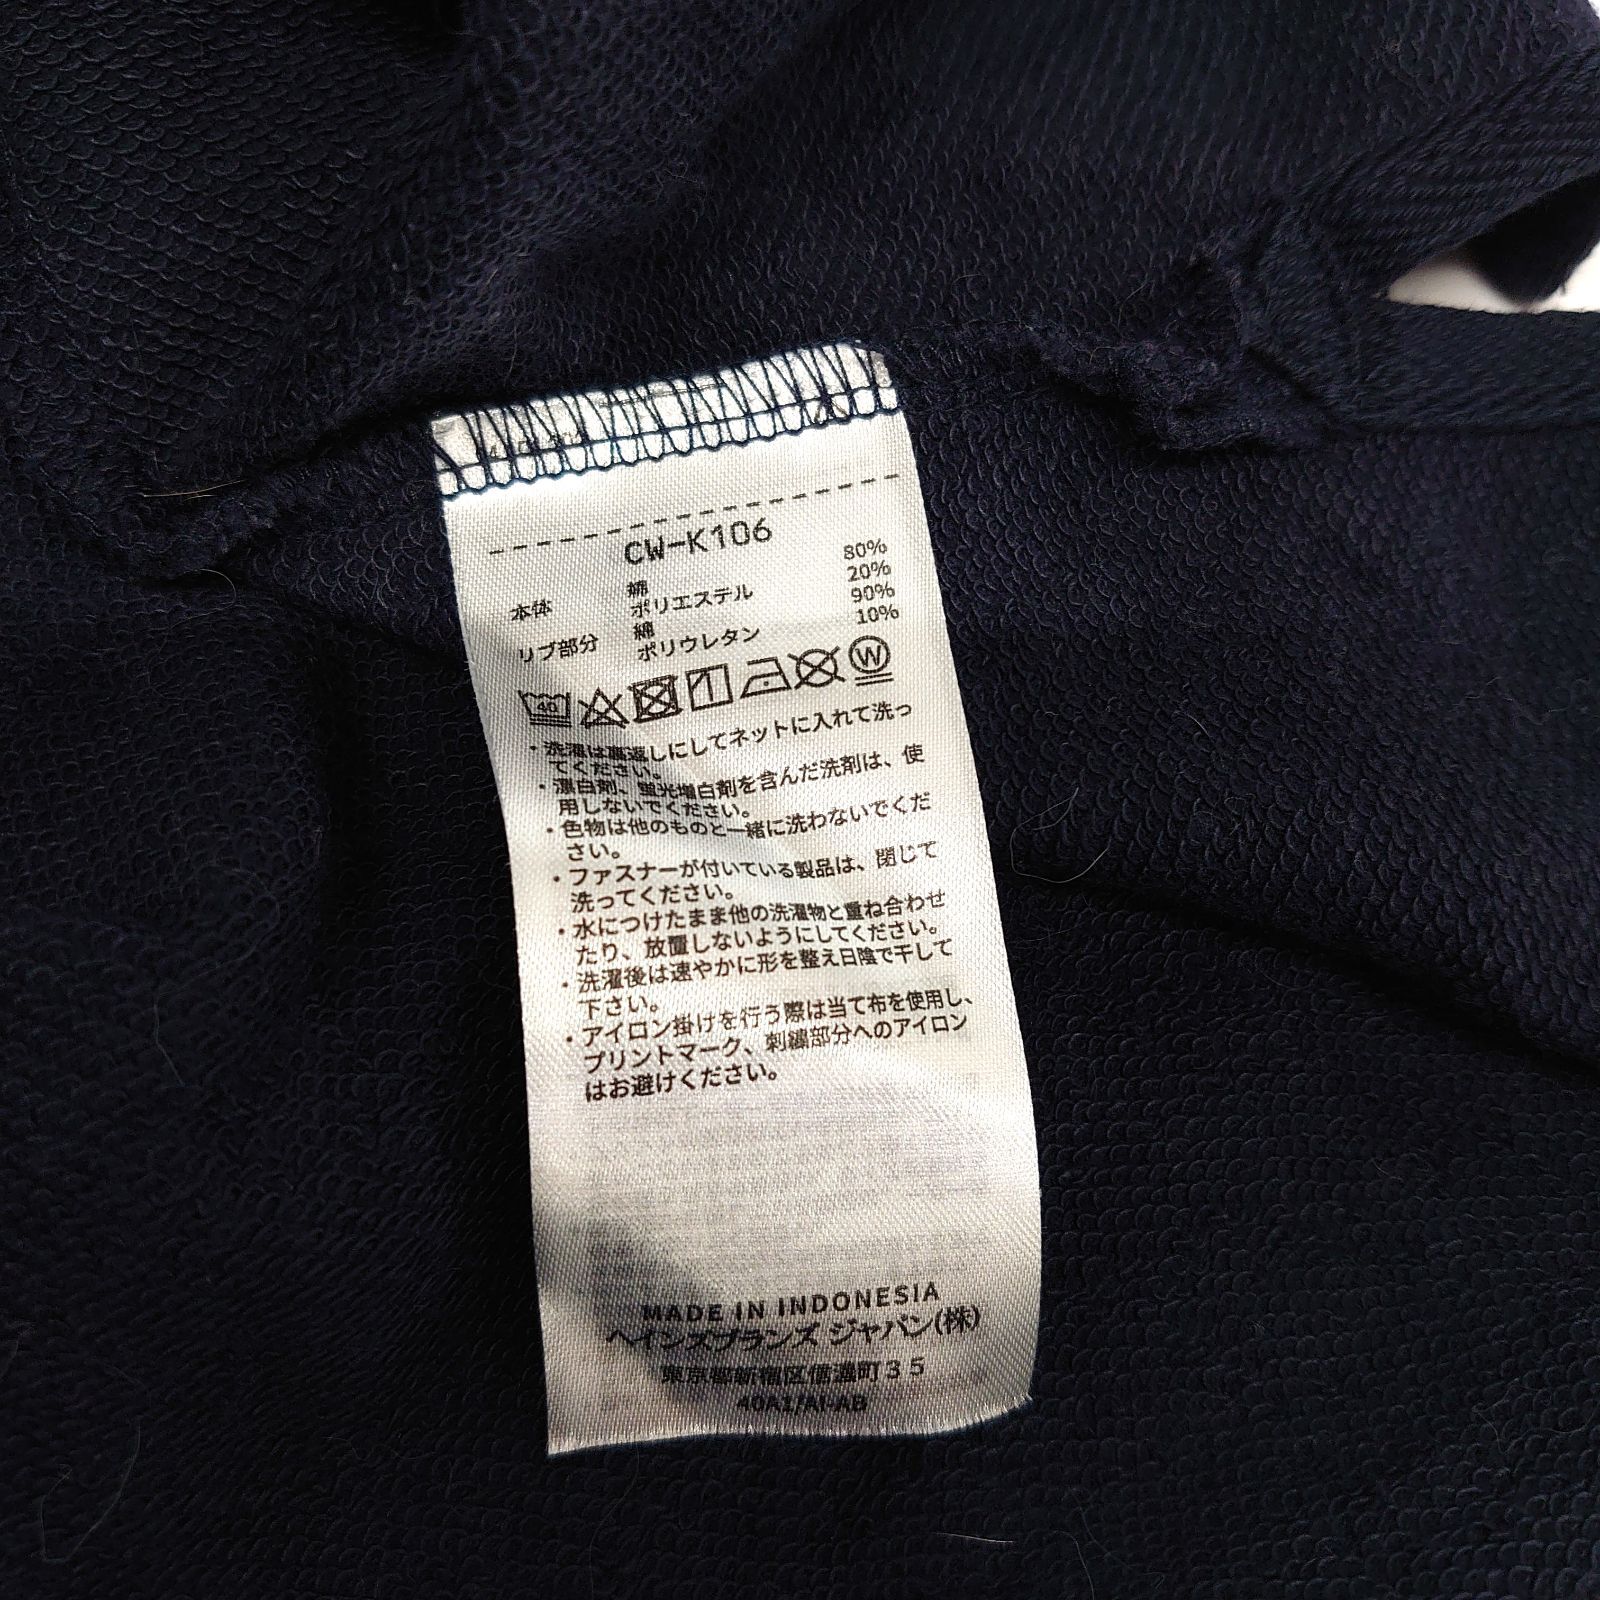 CW-K106
本体 綿 80%
ポリエステル 20%
リブ部分 綿 90%
ポリウレタン 10%
40 W
・洗濯は裏返しにしてネットに入れて洗っ
てください。
・漂白剤、蛍光増白剤を含んだ洗剤は、使
用しないでください。
・色物は他のものと一緒に洗わないでくだ
さい。
・ファスナーが付いている製品は、閉じて
洗ってください。
・水につけたまま他の洗濯物と重ね合わせ
たり、放置しないようにしてください。
・洗濯後は速やかに形を整え日陰で干して
下さい。
・アイロン掛けを行う際は当て布を使用し、
プリントマーク、刺繍部分へのアイロン
はお避けください。
MADE IN INDONESIA
ヘインズブランズ ジャパン(株)
東京都新宿区信濃町35
40A1/AI-AB